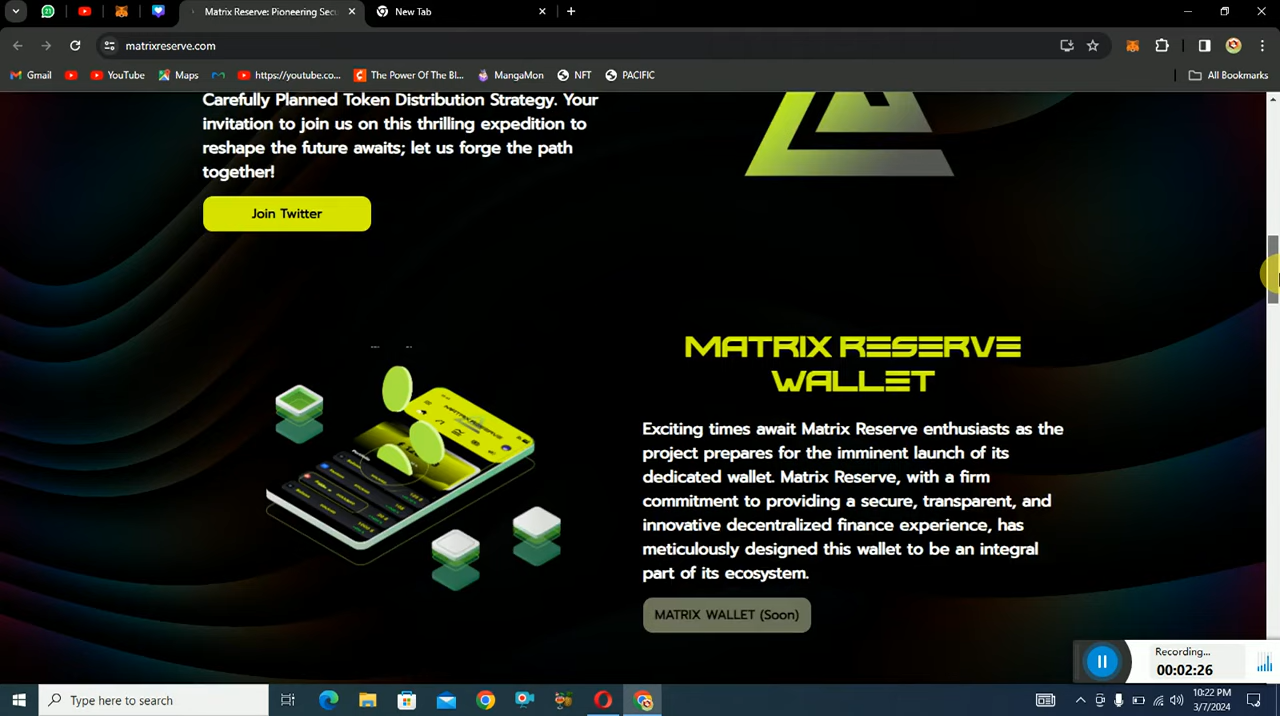 Matrix Reserve: Pioneering Secu
New Tab
matrixreserve.com
Gmail
YouTube
Maps
https://youtube.co...
The Power Of The Bl...
MangaMon
NFT
PACIFIC
All Bookmarks
Carefully Planned Token Distribution Strategy. Your
invitation to join us on this thrilling expedition to
reshape the future awaits; let us forge the path
together!
Join Twitter
MATRIX RESERVE
WALLET
Exciting times await Matrix Reserve enthusiasts as the
project prepares for the imminent launch of its
dedicated wallet. Matrix Reserve, with a firm
commitment to providing a secure, transparent, and
innovative decentralized finance experience, has
meticulously designed this wallet to be an integral
part of its ecosystem.
MATRIX WALLET (Soon)
MATRIX RESERVE
Recording...
00:02:26
Type here to search
10:22 PM
3/7/2024